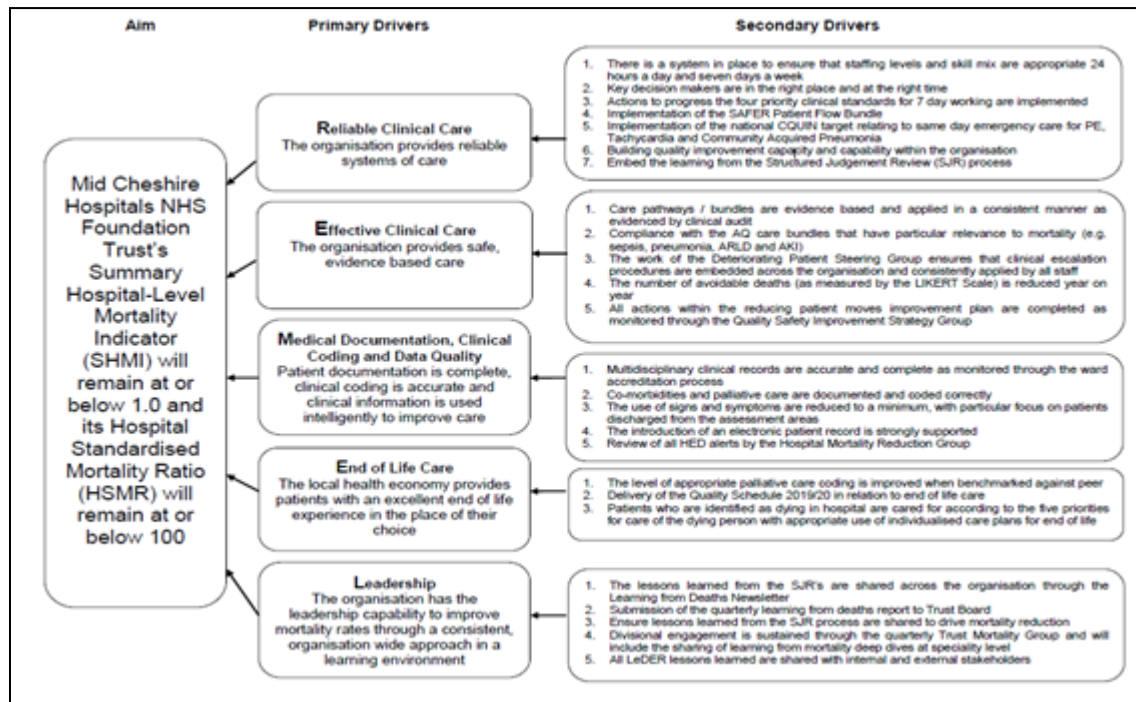 Aim
Primary Drivers
Secondary Drivers
Mid Cheshire
Hospitals NHS
Foundation
Trust's
Summary
Hospital-Level
Mortality
Indicator
(SHMI) will
remain at or
below 1.0 and
its Hospital
Standardised
Mortality Ratio
(HSMR) will
remain at or
below 100
Reliable Clinical Care
The organisation provides reliable
systems of care
1. There is a system in place to ensure that staffing levels and skill mix are appropriate 24
hours a day and seven days a week
2. Key decision makers are in the right place and at the right time
3. Actions to progress the four priority clinical standards for 7 day working are implemented
4. Implementation of the SAFER Patient Flow Bundle
5. Implementation of the national CQUIN target relating to same day emergency care for PE,
Tachycardia and Community Acquired Pneumonia
6. Building quality improvement capacity and capability within the organisation
7. Embed the learning from the Structured Judgement Review (SJR) process
Effective Clinical Care
The organisation provides safe,
evidence based care
1. Care pathways / bundles are evidence based and applied in a consistent manner as
evidenced by clinical audit
2. Compliance with the AQ care bundles that have particular relevance to mortality (e.g.
sepsis, pneumonia, ARLD and AKI)
3. The work of the Deteriorating Patient Steering Group ensures that clinical escalation
procedures are embedded across the organisation and consistently applied by all staff
4. The number of avoidable deaths (as measured by the LIKERT Scale) is reduced year on
year
5. All actions within the reducing patient moves improvement plan are completed as
monitored through the Quality Safety Improvement Strategy Group
Medical Documentation, Clinical
Coding and Data Quality
Patient documentation is complete,
clinical coding is accurate and
clinical information is used
intelligently to improve care
1. Multidisciplinary clinical records are accurate and complete as monitored through the ward
accreditation process
2. Co-morbidities and palliative care are documented and coded correctly
3. The use of signs and symptoms are reduced to a minimum, with particular focus on patients
discharged from the assessment areas
4. The introduction of an electronic patient record is strongly supported
5. Review of all HED alerts by the Hospital Mortality Reduction Group
End of Life Care
The local health economy provides
patients with an excellent end of life
experience in the place of their
choice
1. The level of appropriate palliative care coding is improved when benchmarked against peer
2. Delivery of the Quality Schedule 2019/20 in relation to end of life care
3. Patients who are identified as dying in hospital are cared for according to the five priorities
for care of the dying person with appropriate use of individualised care plans for end of life
Leadership
The organisation has the
leadership capability to improve
mortality rates through a consistent,
organisation wide approach in a
learning environment
1. The lessons learned from the SJR's are shared across the organisation through the
Learning from Deaths Newsletter
2. Submission of the quarterly learning from deaths report to Trust Board
3. Ensure lessons learned from the SJR process are shared to drive mortality reduction
4. Divisional engagement is sustained through the quarterly Trust Mortality Group and will
include the sharing of learning from mortality deep dives at speciality level
5. All LeDER lessons learned are shared with internal and external stakeholders